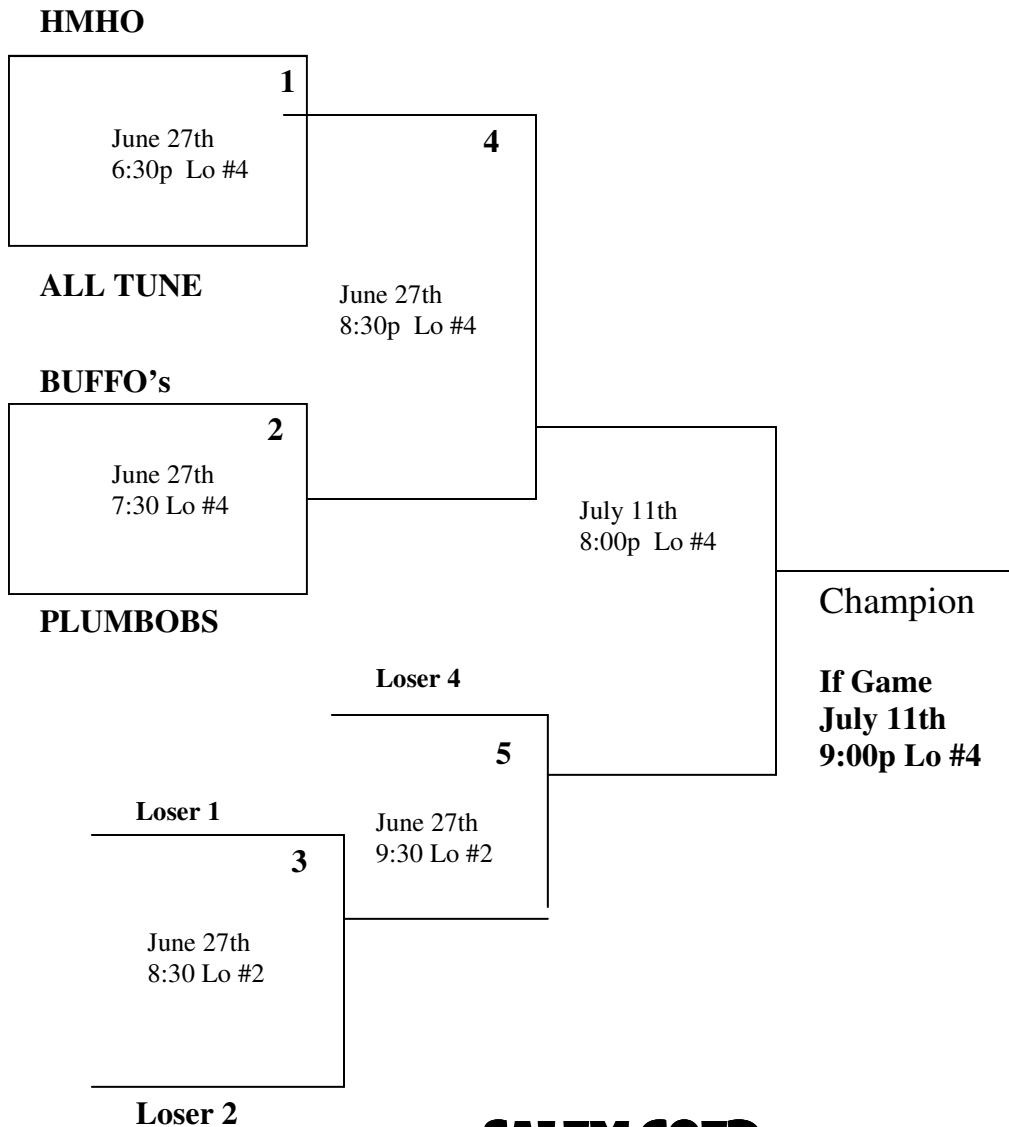 HMHO
1
June 27th
6:30p Lo #4
4
ALL TUNE
June 27th
8:30p Lo #4
BUFFO's
2
June 27th
7:30 Lo #4
July 11th
8:00p Lo #4
PLUMBOBS
Champion
If Game
July 11th
9:00p Lo #4
Loser 4
5
June 27th
9:30 Lo #2
Loser 1
3
June 27th
8:30 Lo #2
Loser 2
SALEM COED